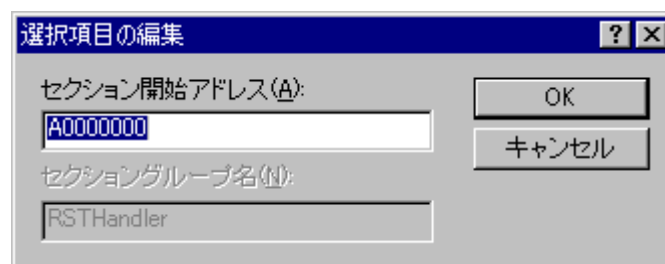 選択項目の編集
セクション開始アドレス(A):
A0000000
セクショングループ名(N):
RSTHandler
OK
キャンセル